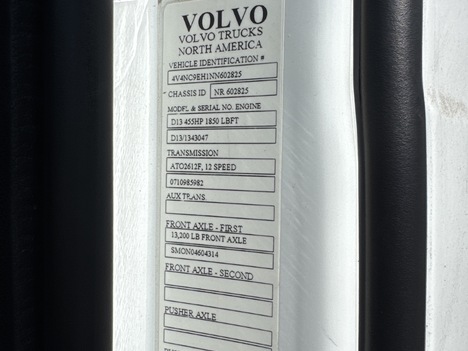 VOLVO
VOLVO TRUCKS
NORTH AMERICA
VEHICLE IDENTIFICATION #
4V4NC9EH1NN602825
CHASSIS ID NR 602825
MODEL & SERIAL NO. ENGINE
D13 455HP 1850 LBFT
D13/1343047
TRANSMISSION
ATO2612F, 12 SPEED
0710985982
AUX TRANS.
FRONT AXLE - FIRST
13,200 LB FRONT AXLE
SMON04604314
FRONT AXLE - SECOND
PUSHER AXLE